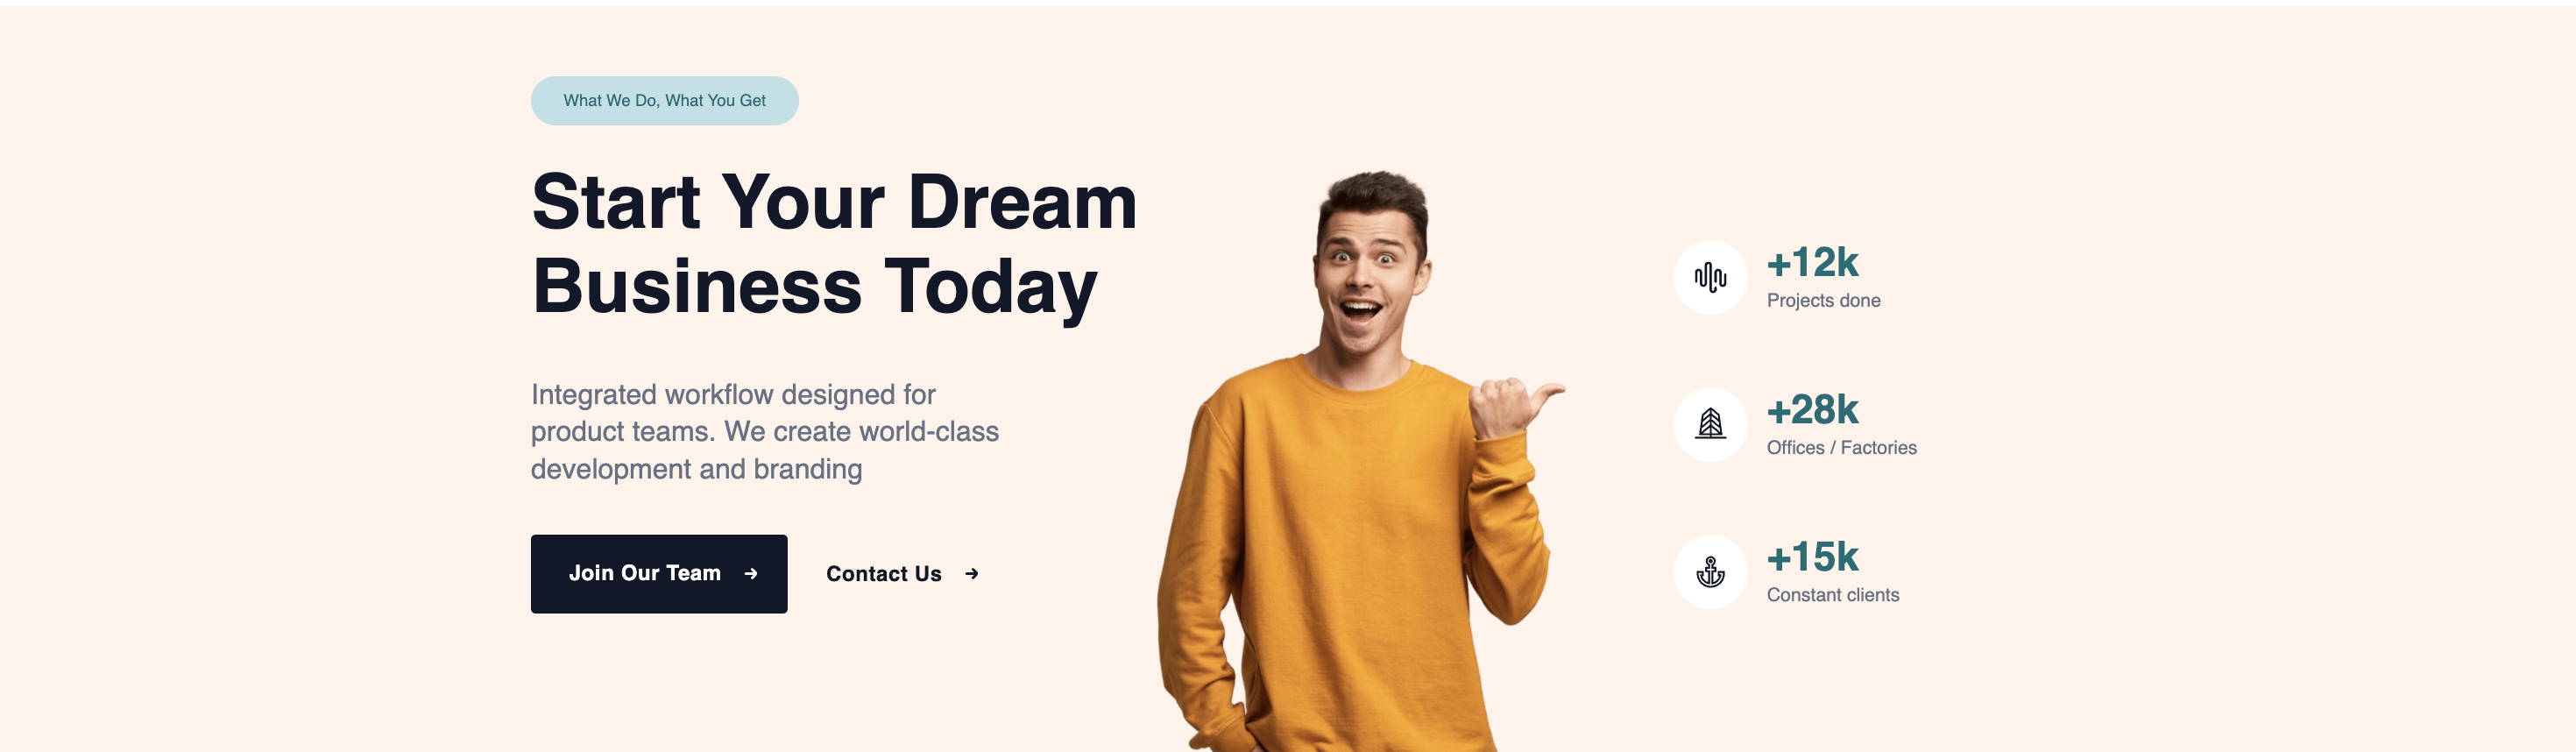 What We Do, What You Get
Start Your Dream
Business Today
Integrated workflow designed for
product teams. We create world-class
development and branding
Join Our Team →
Contact Us →
+12k
Projects done
+28k
Offices / Factories
+15k
Constant clients